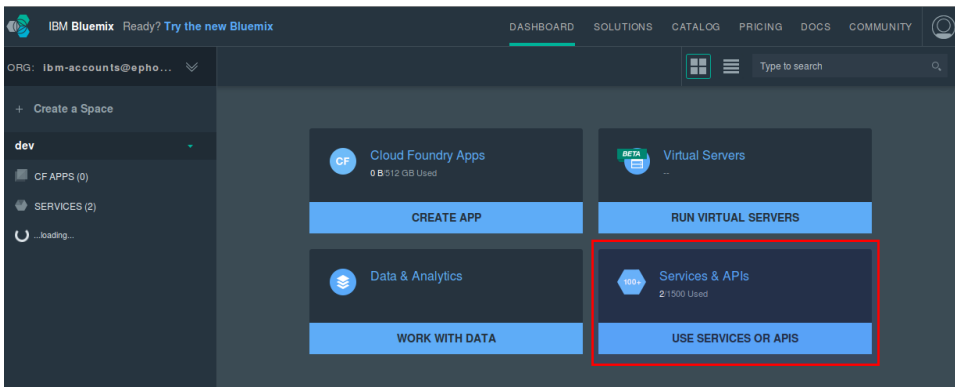 IBM Bluemix Ready? Try the new Bluemix
DASHBOARD SOLUTIONS CATALOG PRICING DOCS COMMUNITY
ORG: ibm-accounts@epho...
Type to search
+ Create a Space
dev
CF APPS (0)
SERVICES (2)
...loading...
CF
Cloud Foundry Apps
0 B/512 GB Used
CREATE APP
BETA
Virtual Servers
--
RUN VIRTUAL SERVERS
Data & Analytics
WORK WITH DATA
100+
Services & APIs
2/1500 Used
USE SERVICES OR APIS